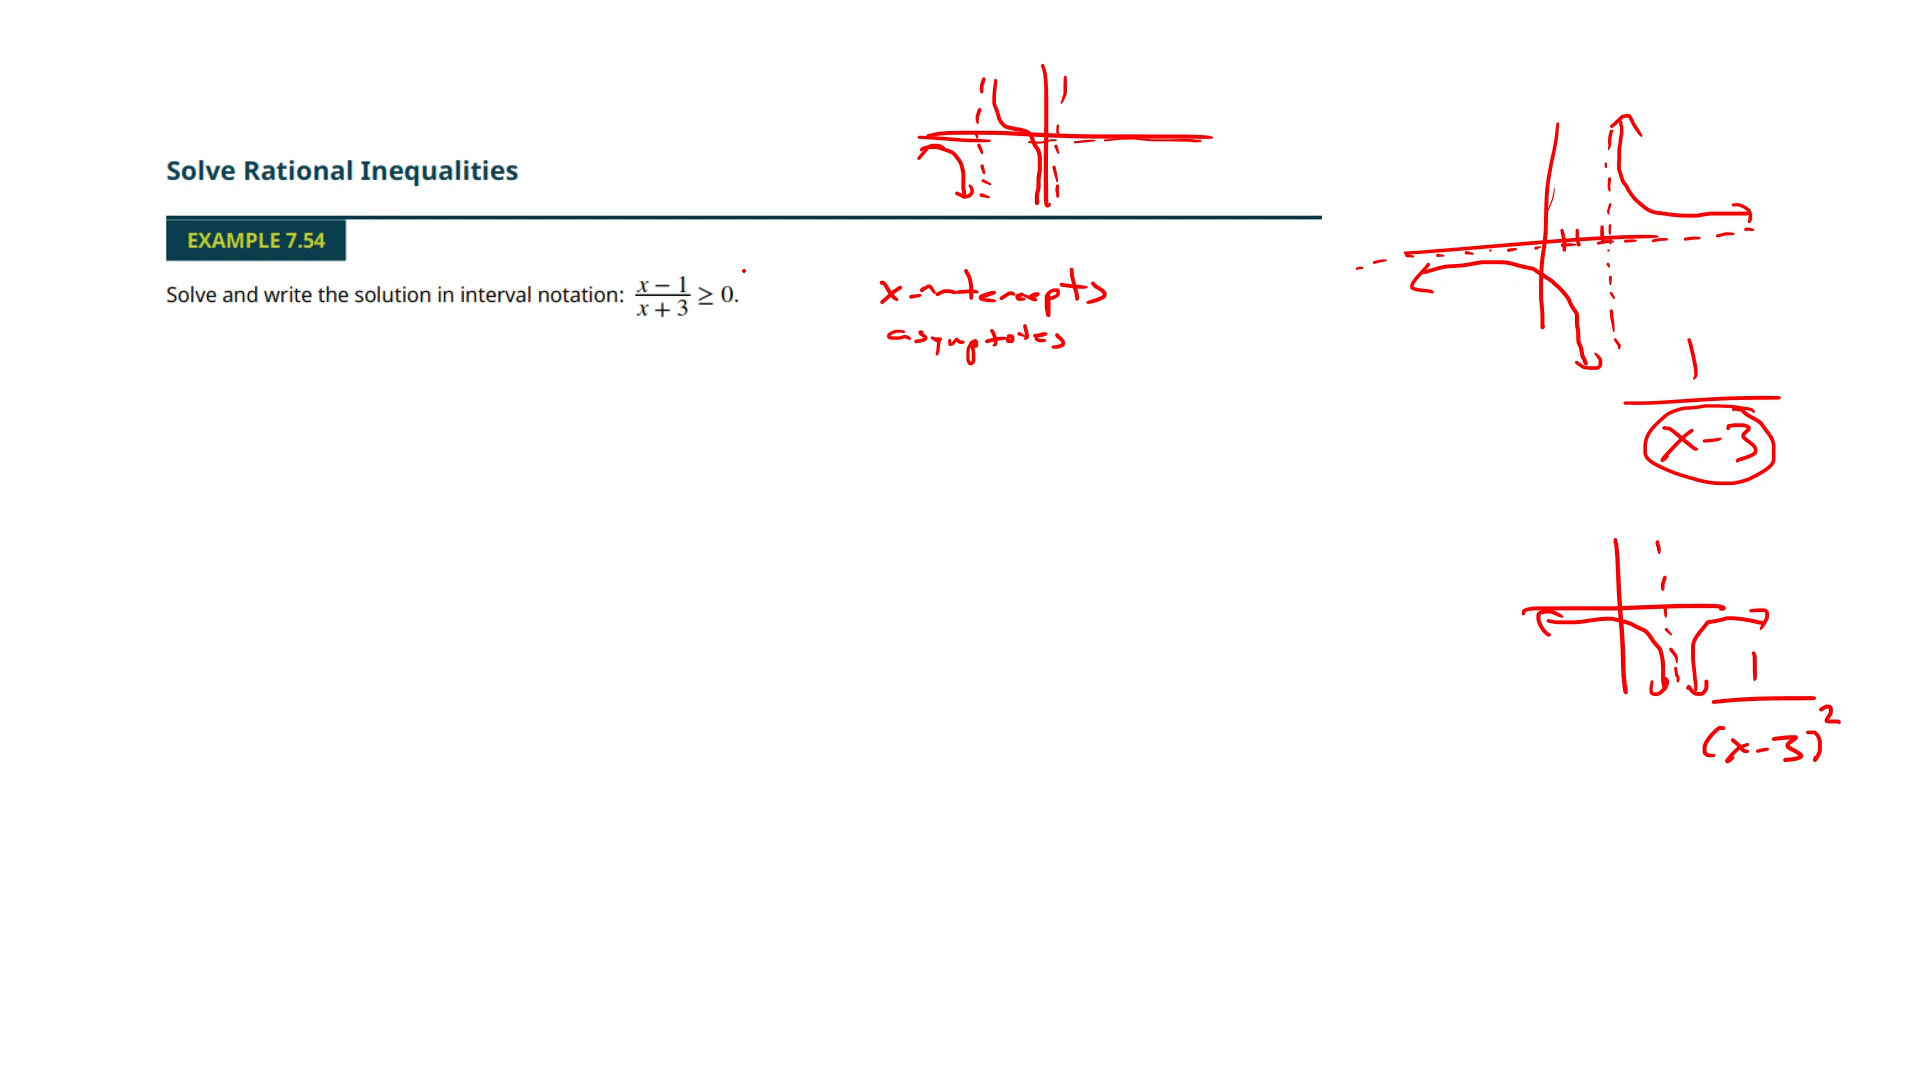 Solve Rational Inequalities
EXAMPLE 7.54
Solve and write the solution in interval notation: (x − 1)/(x + 3) ≥ 0.
x-intercepts
asymptotes
1
x-3
1
(x-3)²